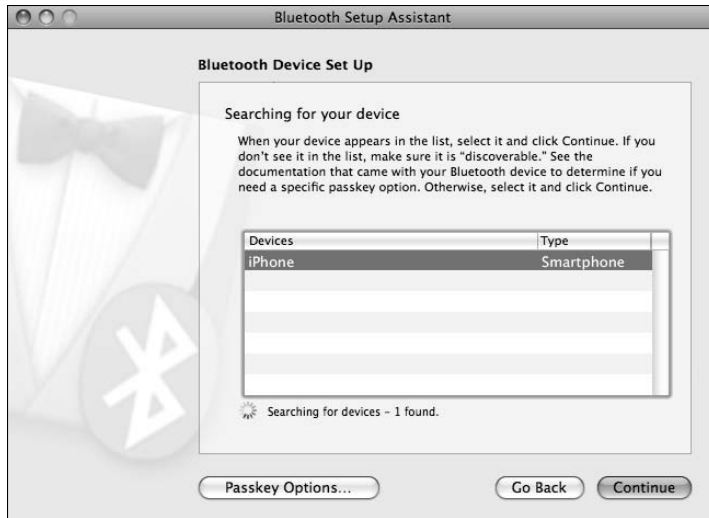 Bluetooth Setup Assistant
Bluetooth Device Set Up
Searching for your device
When your device appears in the list, select it and click Continue. If you
don't see it in the list, make sure it is “discoverable.” See the
documentation that came with your Bluetooth device to determine if you
need a specific passkey option. Otherwise, select it and click Continue.
Devices Type
iPhone Smartphone
Searching for devices – 1 found.
Passkey Options... Go Back Continue